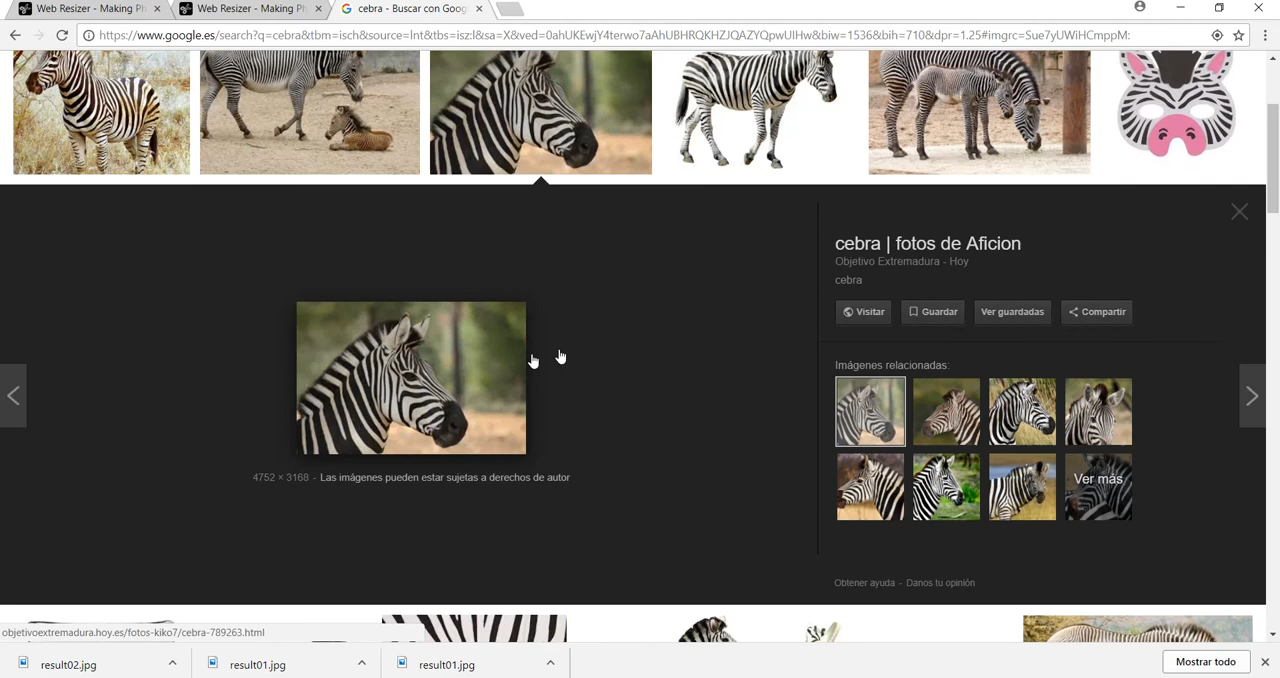 Web Resizer - Making Ph
Web Resizer - Making Ph
cebra - Buscar con Goog
https://www.google.es/search?q=cebra&tbm=isch&source=lnt&tbs=isz:l&sa=X&ved=0ahUKEwjY4terwo7aAhUBHRQKHZJQAZYQpwUIHw&biw=1536&bih=710&dpr=1.25#imgrc=Sue7yUWiHCmppM:
cebra | fotos de Aficion
Objetivo Extremadura - Hoy
cebra
Visitar
Guardar
Ver guardadas
Compartir
Imágenes relacionadas:
Ver más
4752 × 3168 - Las imágenes pueden estar sujetas a derechos de autor
Obtener ayuda - Danos tu opinión
objetivoextremadura.hoy.es/fotos-kiko7/cebra-789263.html
result02.jpg
result01.jpg
result01.jpg
Mostrar todo